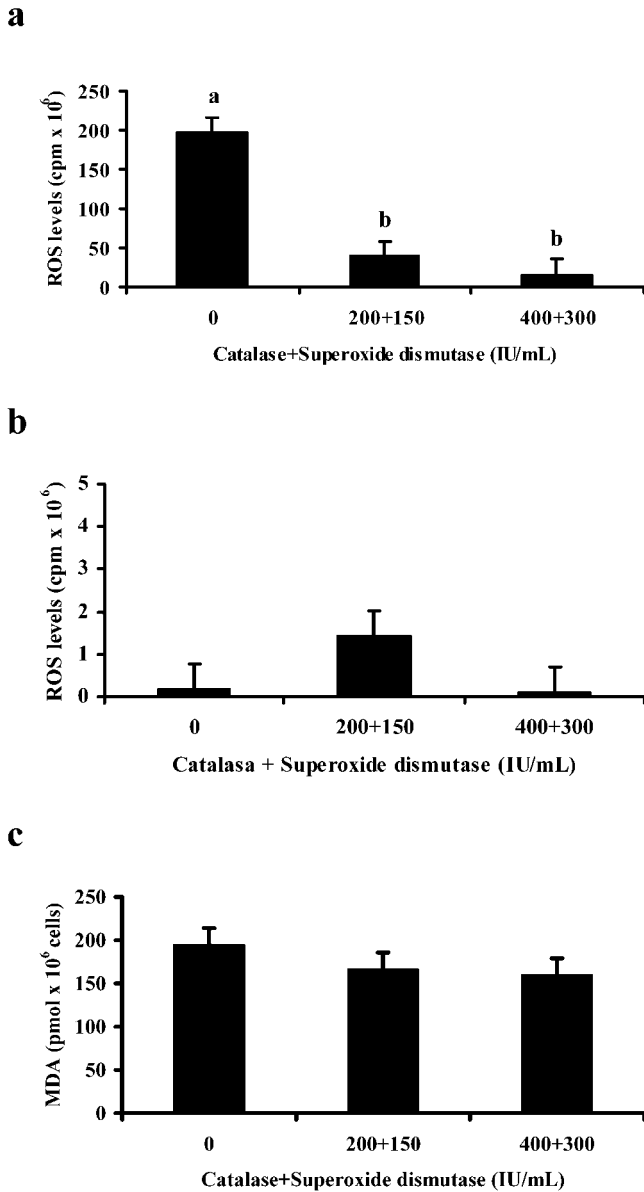 a
ROS levels (cpm x 10⁶)
250
200
150
100
50
0
a
b
b
0 200+150 400+300
Catalase+Superoxide dismutase (IU/mL)
b
ROS levels (cpm x 10⁶)
5
4
3
2
1
0
0 200+150 400+300
Catalasa + Superoxide dismutase (IU/mL)
c
MDA (pmol x 10⁶ cells)
250
200
150
100
50
0
0 200+150 400+300
Catalase+Superoxide dismutase (IU/mL)